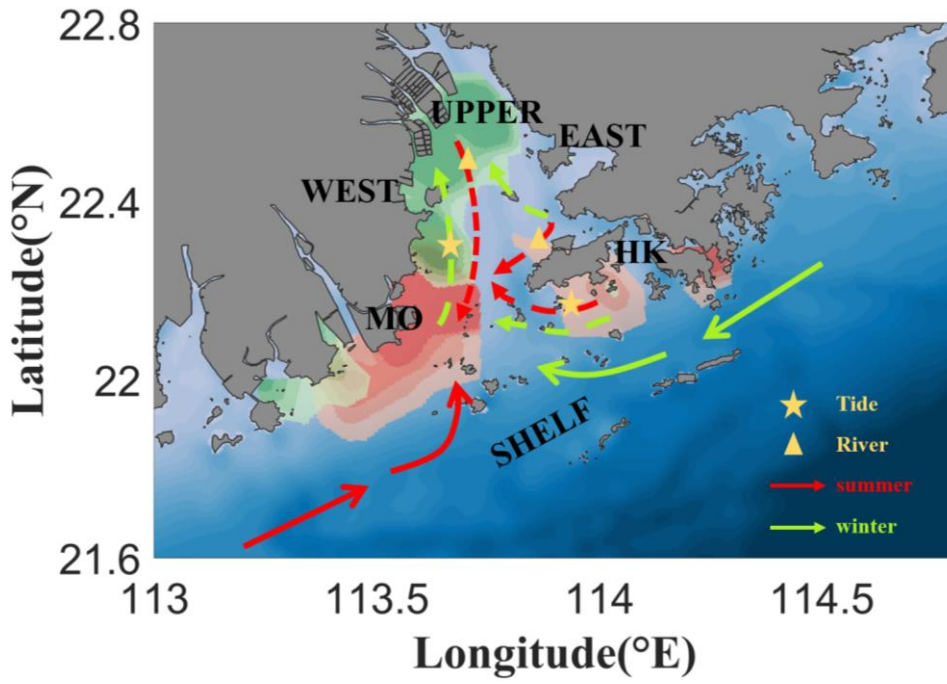 22.8
UPPER
EAST
22.4
WEST
HK
MO
22
SHELF
Tide
River
summer
winter
21.6
113
113.5
114
114.5
Latitude(°N)
Longitude(°E)